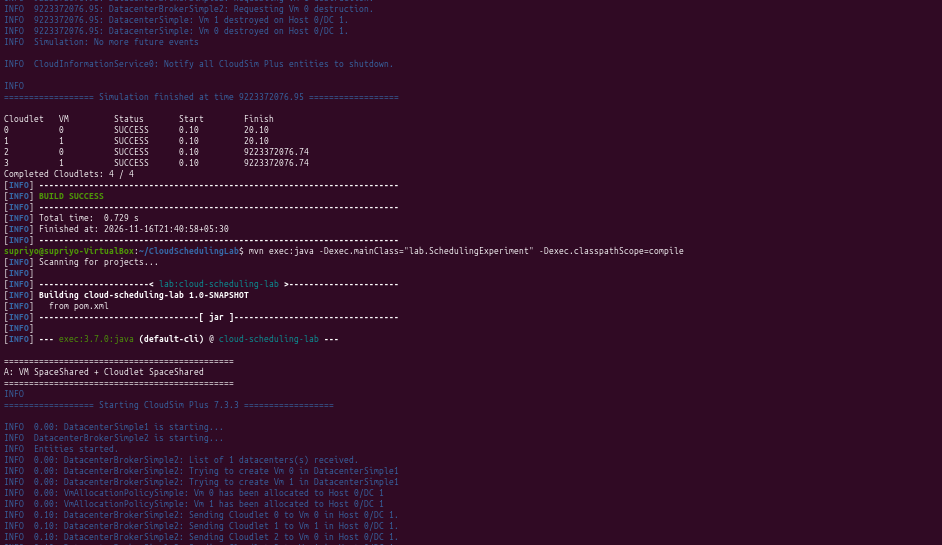 INFO  9223372076.95: DatacenterBrokerSimple2: Requesting Vm 0 destruction.
INFO  9223372076.95: DatacenterSimple: Vm 1 destroyed on Host 0/DC 1.
INFO  9223372076.95: DatacenterSimple: Vm 0 destroyed on Host 0/DC 1.
INFO  Simulation: No more future events
INFO  CloudInformationService0: Notify all CloudSim Plus entities to shutdown.
INFO
================== Simulation finished at time 9223372076.95 ==================
Cloudlet   VM         Status       Start        Finish
0          0          SUCCESS      0.10         20.10
1          1          SUCCESS      0.10         20.10
2          0          SUCCESS      0.10         9223372076.74
3          1          SUCCESS      0.10         9223372076.74
Completed Cloudlets: 4 / 4
[INFO] ------------------------------------------------------------------------
[INFO] BUILD SUCCESS
[INFO] ------------------------------------------------------------------------
[INFO] Total time:  0.729 s
[INFO] Finished at: 2026-11-16T21:40:58+05:30
[INFO] ------------------------------------------------------------------------
supriyo@supriyo-VirtualBox:~/CloudSchedulingLab$ mvn exec:java -Dexec.mainClass="lab.SchedulingExperiment" -Dexec.classpathScope=compile
[INFO] Scanning for projects...
[INFO]
[INFO] ----------------------< lab:cloud-scheduling-lab >----------------------
[INFO] Building cloud-scheduling-lab 1.0-SNAPSHOT
[INFO]   from pom.xml
[INFO] --------------------------------[ jar ]---------------------------------
[INFO]
[INFO] --- exec:3.7.0:java (default-cli) @ cloud-scheduling-lab ---
==============================================
A: VM SpaceShared + Cloudlet SpaceShared
==============================================
INFO
================== Starting CloudSim Plus 7.3.3 ==================
INFO  0.00: DatacenterSimple1 is starting...
INFO  DatacenterBrokerSimple2 is starting...
INFO  Entities started.
INFO  0.00: DatacenterBrokerSimple2: List of 1 datacenters(s) received.
INFO  0.00: DatacenterBrokerSimple2: Trying to create Vm 0 in DatacenterSimple1
INFO  0.00: DatacenterBrokerSimple2: Trying to create Vm 1 in DatacenterSimple1
INFO  0.00: VmAllocationPolicySimple: Vm 0 has been allocated to Host 0/DC 1
INFO  0.00: VmAllocationPolicySimple: Vm 1 has been allocated to Host 0/DC 1
INFO  0.10: DatacenterBrokerSimple2: Sending Cloudlet 0 to Vm 0 in Host 0/DC 1.
INFO  0.10: DatacenterBrokerSimple2: Sending Cloudlet 1 to Vm 1 in Host 0/DC 1.
INFO  0.10: DatacenterBrokerSimple2: Sending Cloudlet 2 to Vm 0 in Host 0/DC 1.